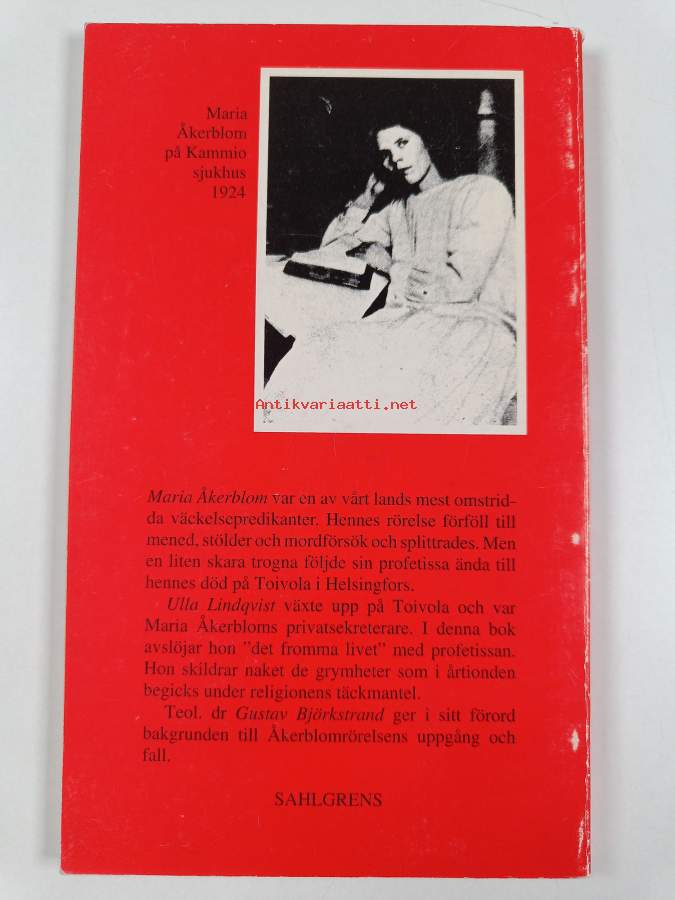 Maria
Åkerblom
på Kammio
sjukhus
1924
Antikvariaatti.net
Maria Åkerblom var en av vårt lands mest omstrid-
da väckelsepredikanter. Hennes rörelse förföll till
mened, stölder och mordförsök och splittrades. Men
en liten skara trogna följde sin profetissa ända till
hennes död på Toivola i Helsingfors.
Ulla Lindqvist växte upp på Toivola och var
Maria Åkerbloms privatsekreterare. I denna bok
avslöjar hon ”det fromma livet” med profetissan.
Hon skildrar naket de grymheter som i årtionden
begicks under religionens täckmantel.
Teol. dr Gustav Björkstrand ger i sitt förord
bakgrunden till Åkerblomrörelsens uppgång och
fall.
SAHLGRENS